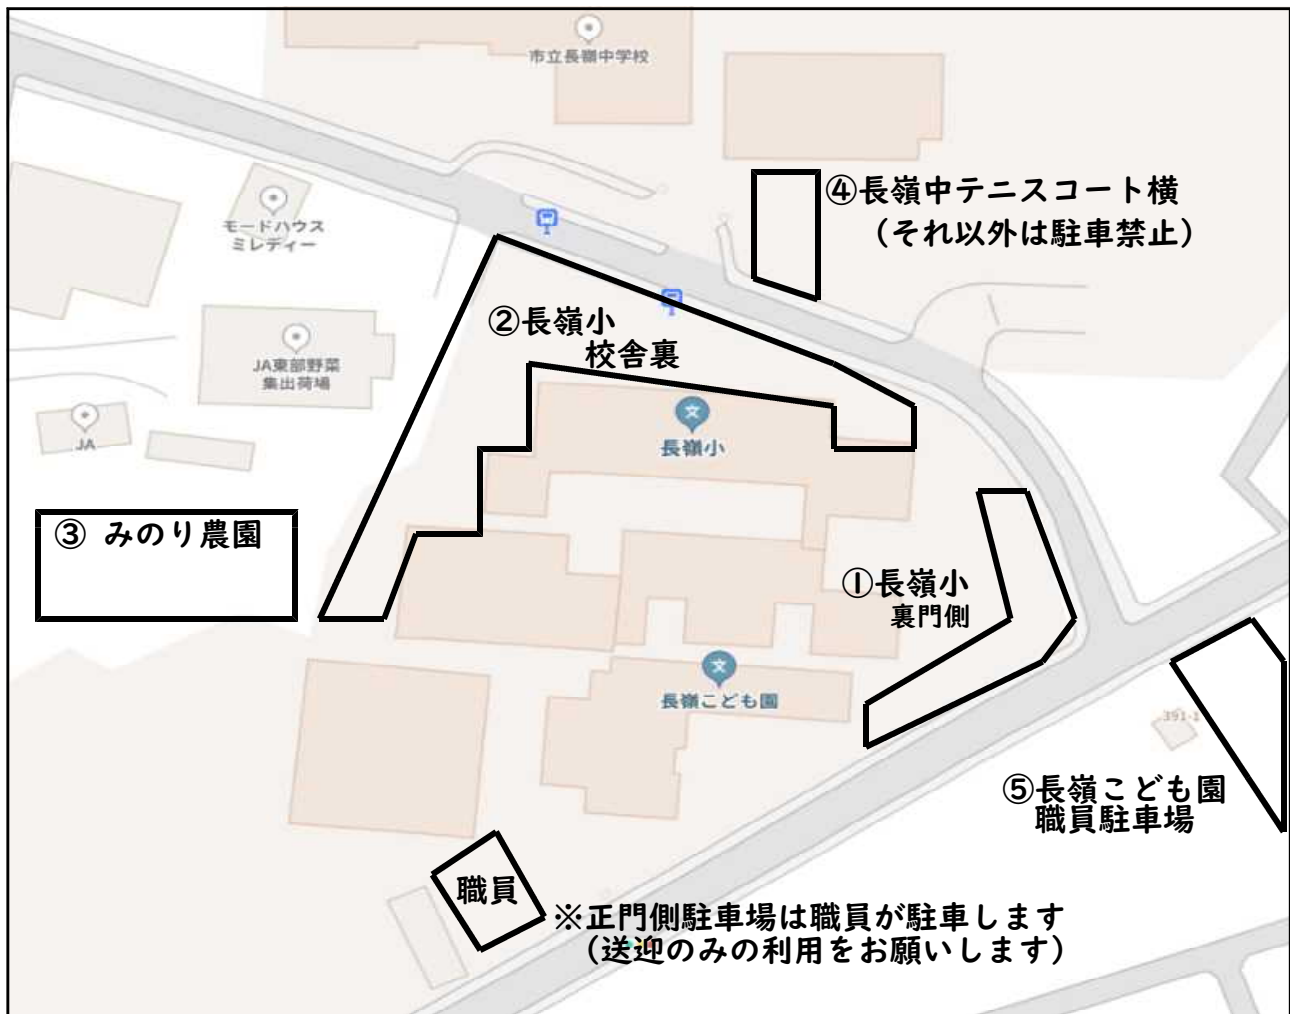 市立長嶺中学校
④長嶺中テニスコート横
（それ以外は駐車禁止）
モードハウス
ミレディー
②長嶺小
校舎裏
JA東部野菜
集出荷場
長嶺小
JA
③ みのり農園
①長嶺小
裏門側
長嶺こども園
391-1
⑤長嶺こども園
職員駐車場
職員
※正門側駐車場は職員が駐車します
（送迎のみの利用をお願いします）